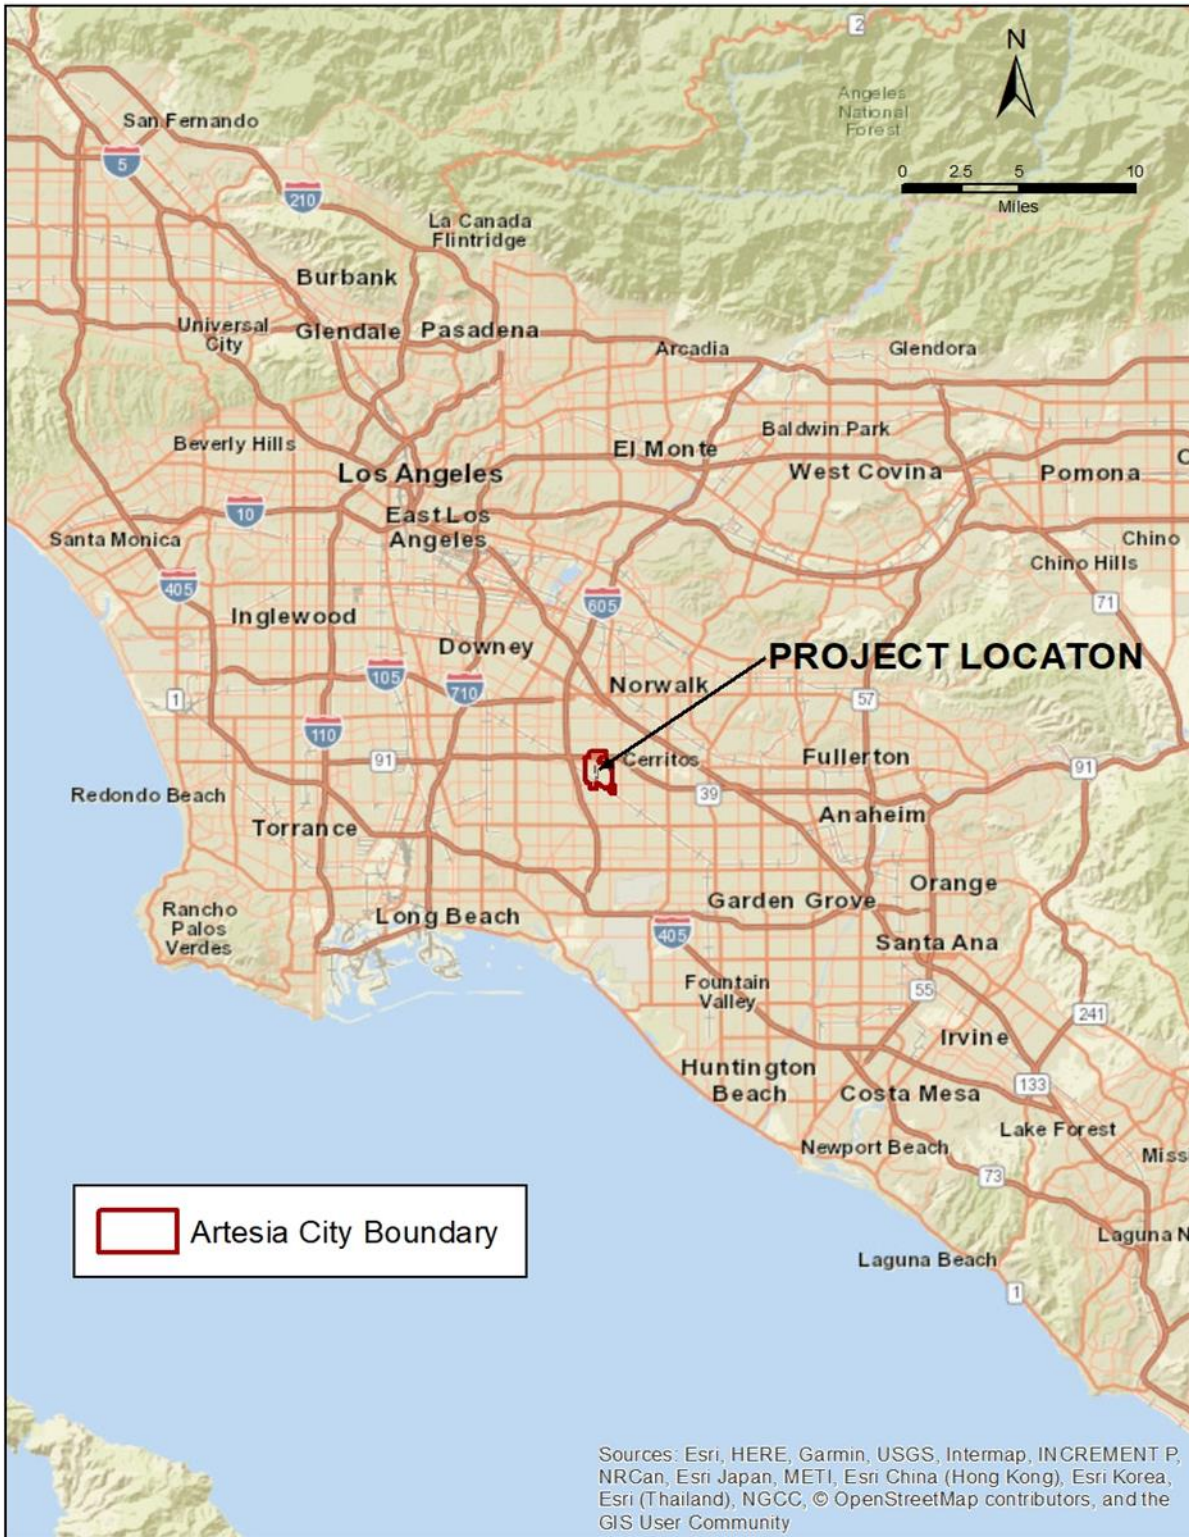 2
N
Angeles
National
Forest
San Fernando
5
0 2.5 5 10
Miles
210
La Canada
Flintridge
Burbank
Universal
City
Glendale
Pasadena
Arcadia
Glendora
Beverly Hills
Baldwin Park
El Monte
Los Angeles
West Covina
Pomona
C
10
East Los
Angeles
Santa Monica
Chino
Chino Hills
405
605
71
Inglewood
Downey
PROJECT LOCATON
105
710
Norwalk
1
57
110
91
Cerritos
Fullerton
91
Redondo Beach
39
Torrance
Anaheim
Orange
Rancho
Palos
Verdes
Long Beach
Garden Grove
405
Santa Ana
Fountain
Valley
55
241
Irvine
Huntington
Beach
Costa Mesa
133
Lake Forest
Newport Beach
Miss
73
Artesia City Boundary
Laguna N
Laguna Beach
1
Sources: Esri, HERE, Garmin, USGS, Intermap, INCREMENT P,
NRCan, Esri Japan, METI, Esri China (Hong Kong), Esri Korea,
Esri (Thailand), NGCC, © OpenStreetMap contributors, and the
GIS User Community